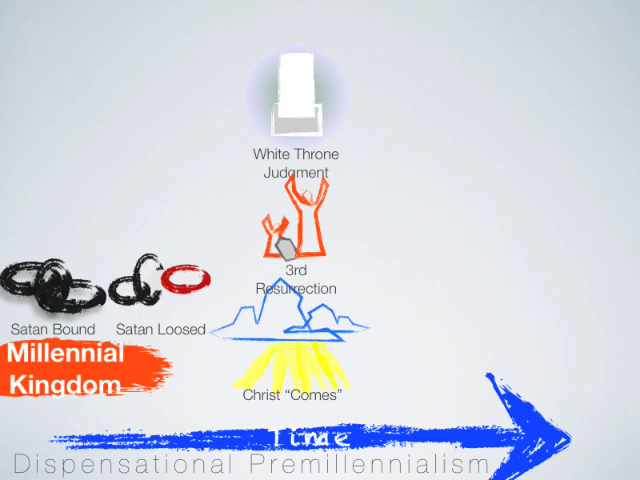 White Throne
Judgment
3rd
Resurrection
Satan Bound
Satan Loosed
Millennial
Kingdom
Christ “Comes”
Time
Dispensational Premillennialism